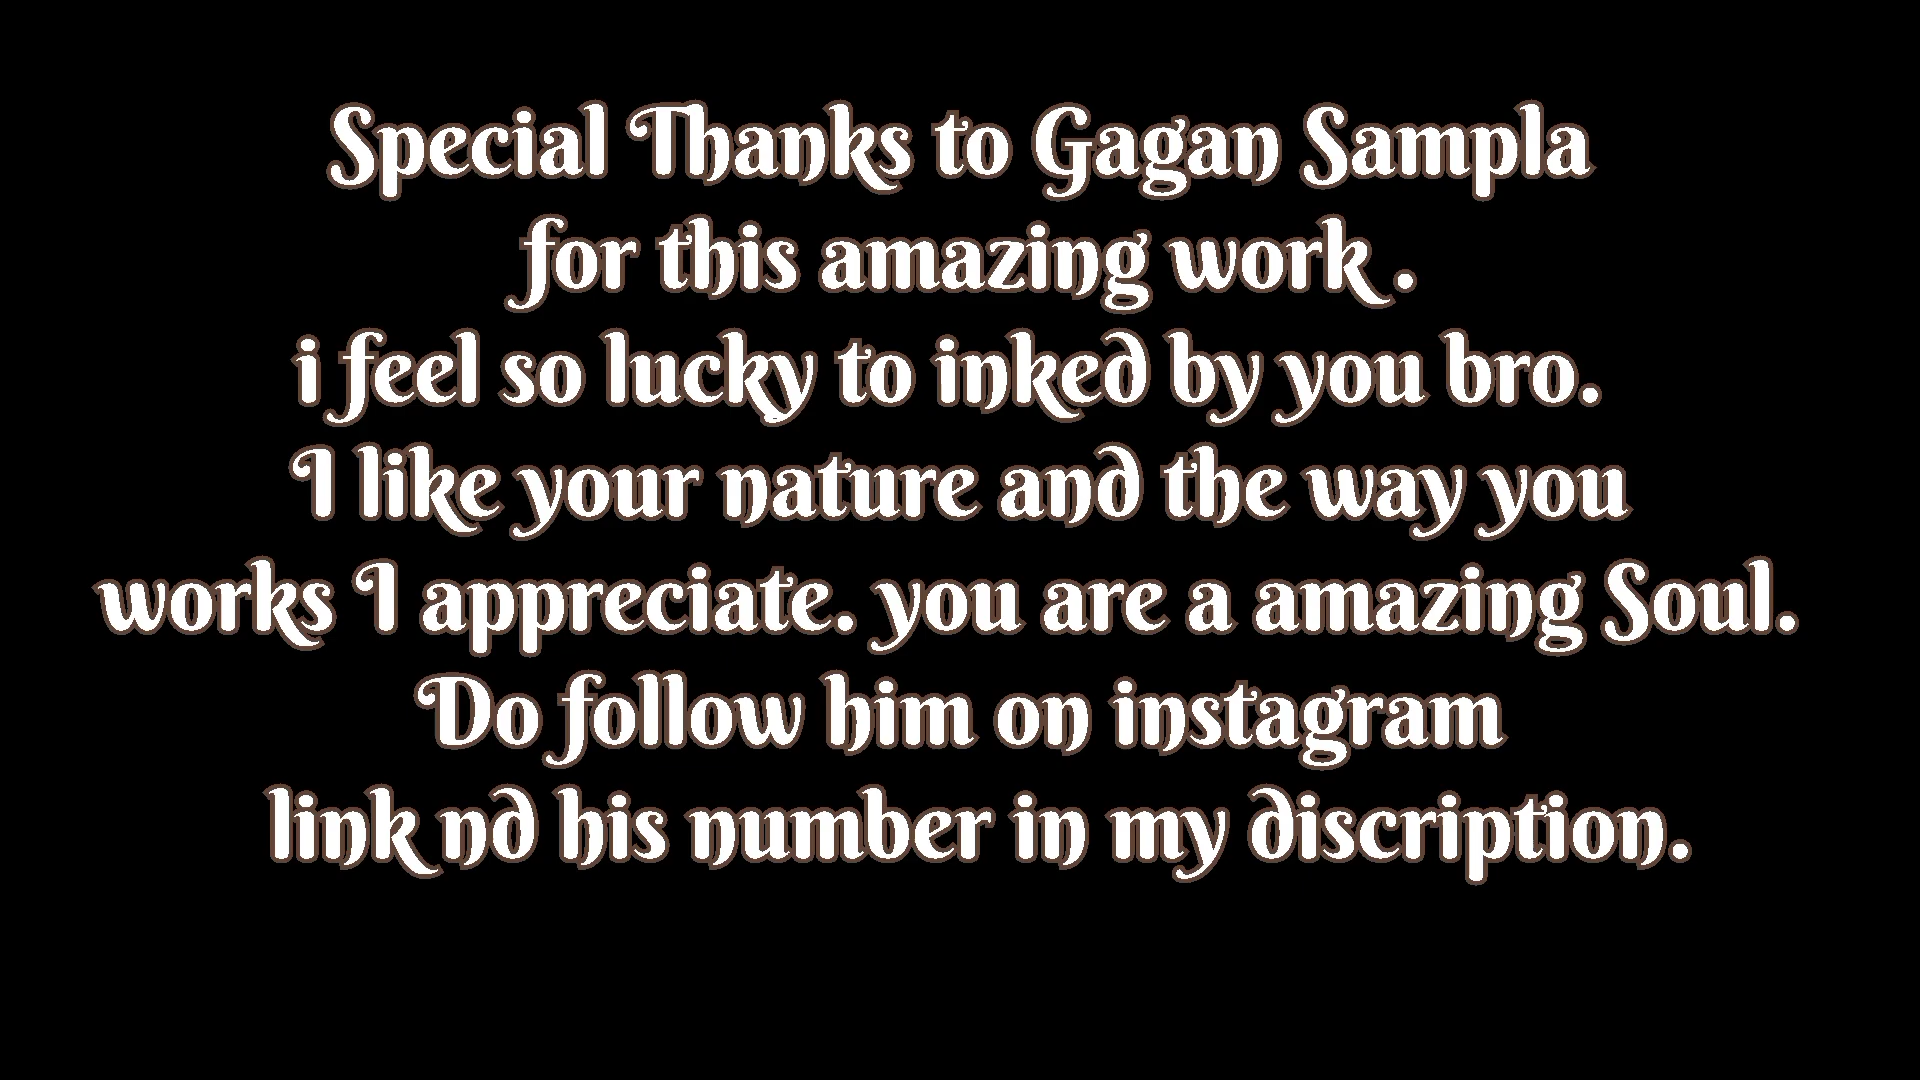 Special Thanks to Gagan Sampla
for this amazing work .
i feel so lucky to inked by you bro.
I like your nature and the way you
works I appreciate. you are a amazing Soul.
Do follow him on instagram
link nd his number in my discription.